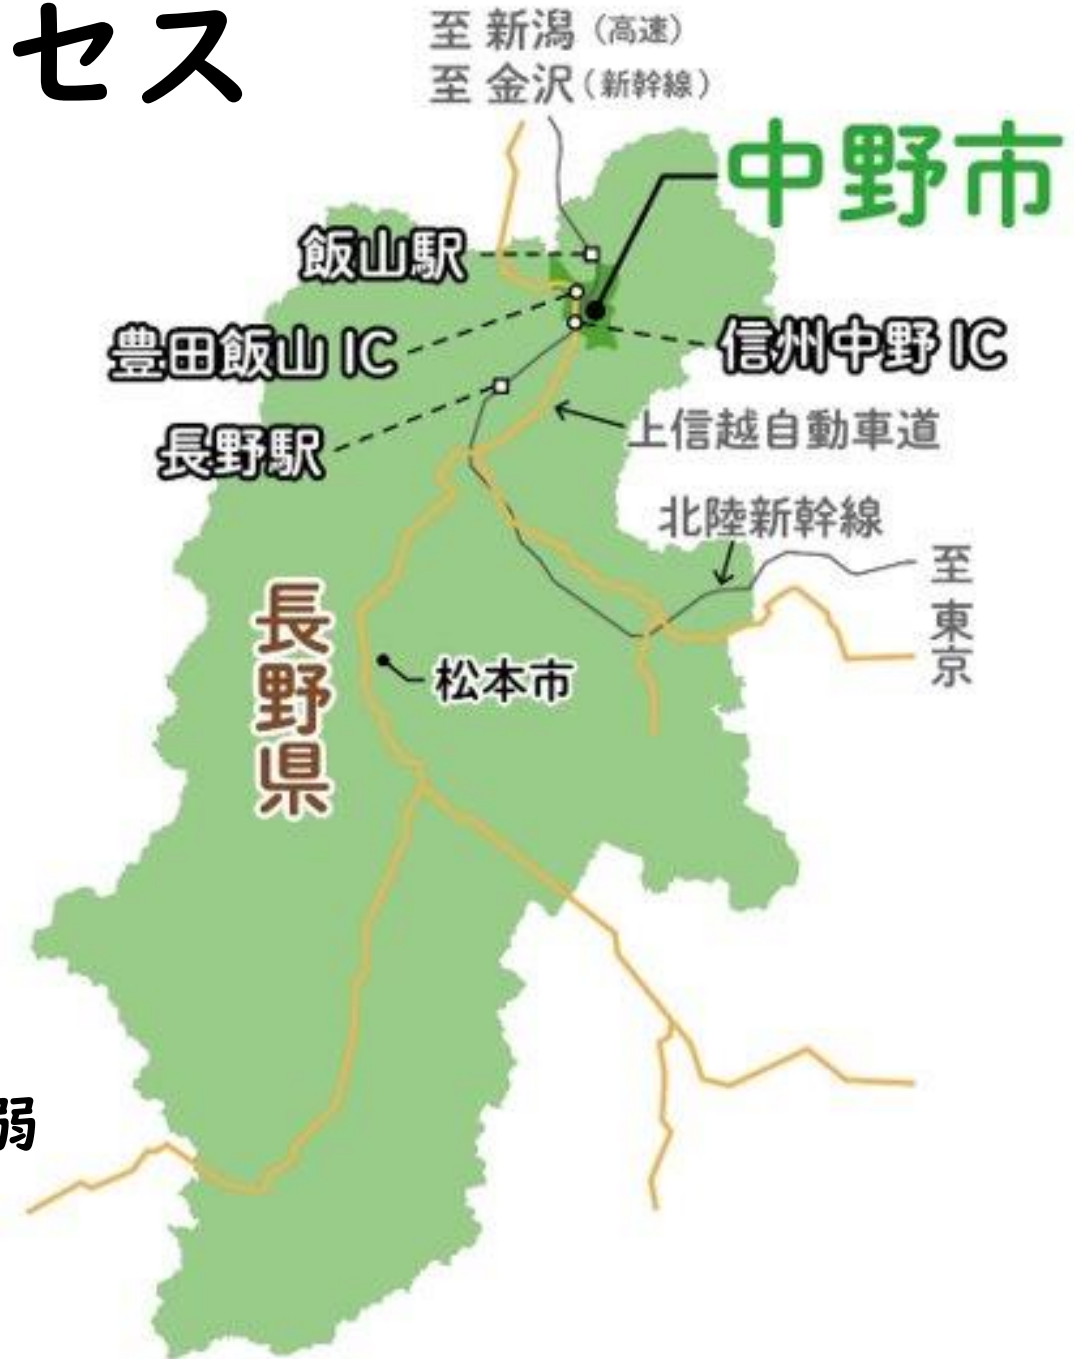 セス
至 新潟（高速）
至 金沢（新幹線）
中野市
飯山駅
豊田飯山 IC
信州中野 IC
長野駅
上信越自動車道
北陸新幹線
至東京
長野県
松本市
弱